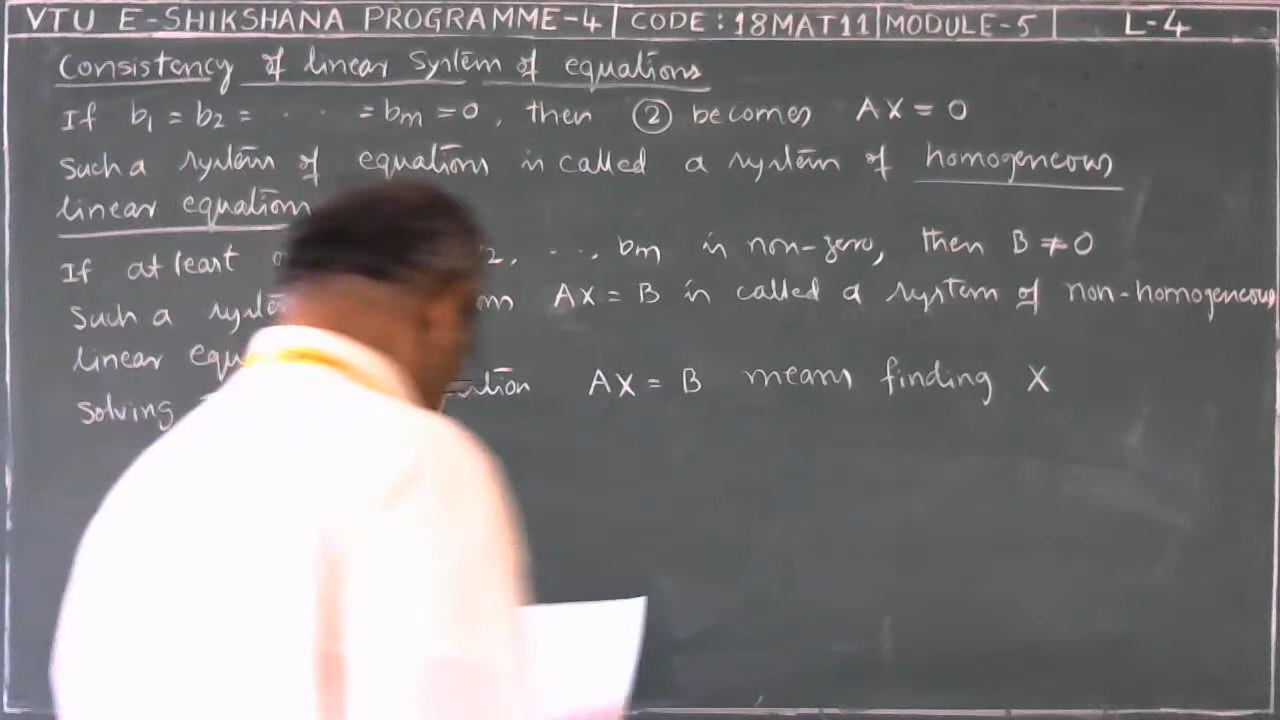 VTU E-SHIKSHANA PROGRAMME-4 | CODE: 18MAT11 | MODULE-5 | L-4
Consistency of linear System of equations
If b₁ = b₂ = . . . = bm = 0, then ② becomes AX = 0
Such a system of equations is called a system of homogeneous
linear equations
If at least 2, . . , bm is non-zero, then B ≠ 0
Such a AX = B is called a system of non-homogeneous
linear
Solving AX = B means finding X